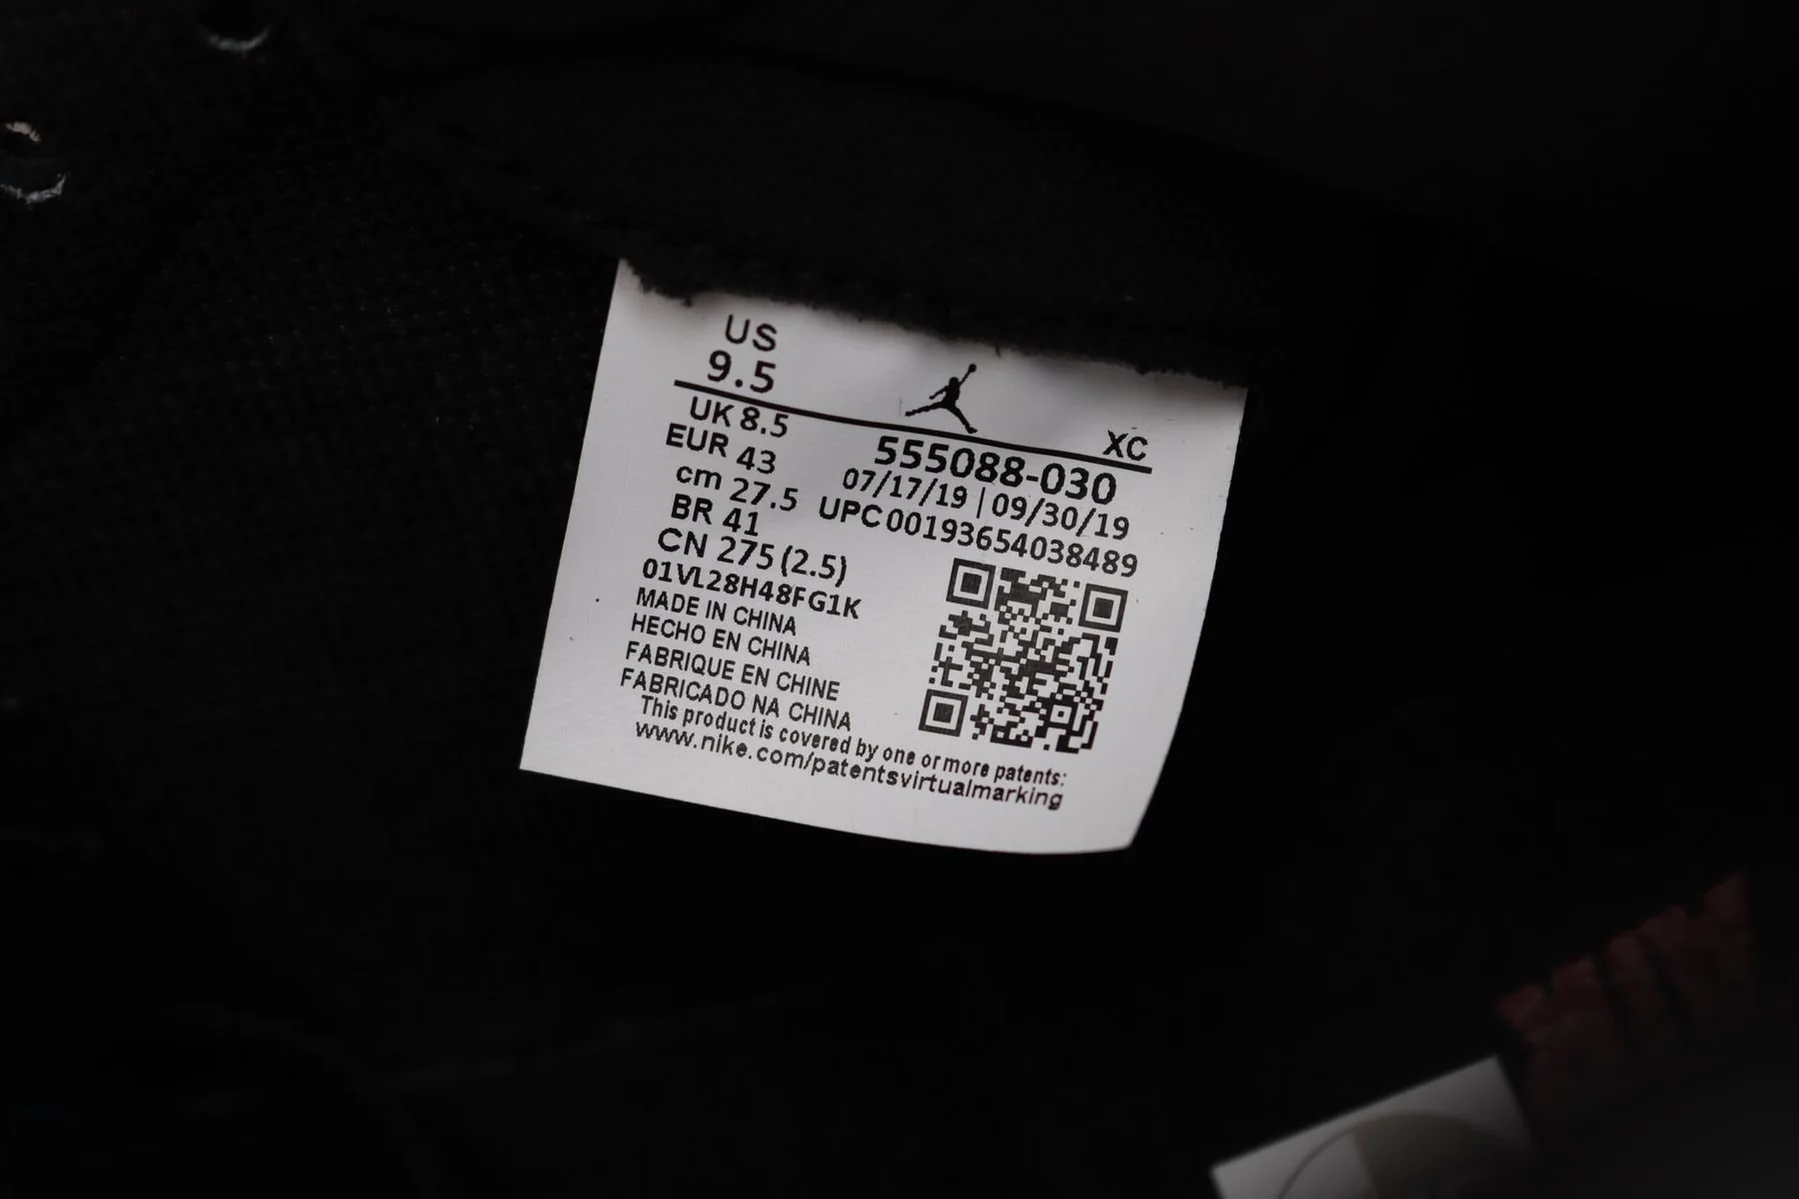 US
9.5
XC
UK 8.5
EUR 43
cm 27.5
BR 41
CN 275 (2.5)
555088-030
07/17/19 | 09/30/19
UPC00193654038489
01VL28H48FG1K
MADE IN CHINA
HECHO EN CHINA
FABRIQUE EN CHINE
FABRICADO NA CHINA
This product is covered by one or more patents:
www.nike.com/patentsvirtualmarking